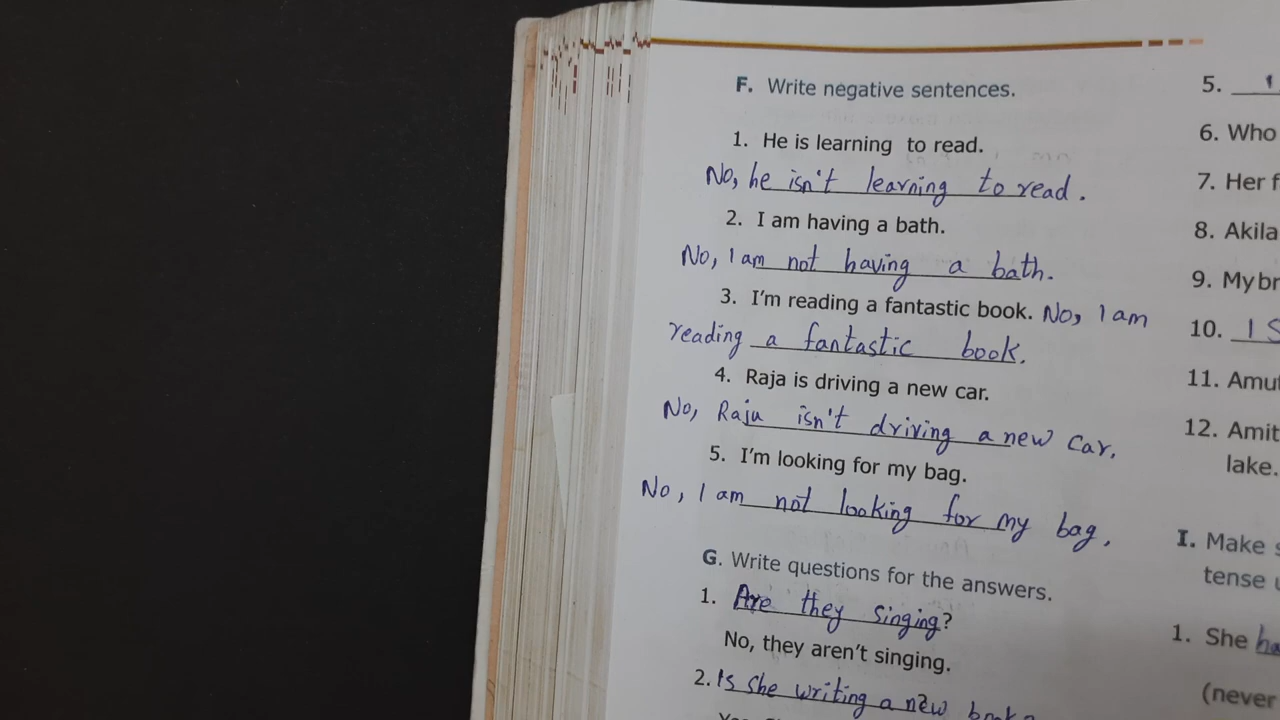 F. Write negative sentences.
1. He is learning to read.
No, he isn't learning to read.
2. I am having a bath.
No, I am not having a bath.
3. I'm reading a fantastic book. No, I am
reading a fantastic book.
4. Raja is driving a new car.
No, Raju isn't driving a new car.
5. I'm looking for my bag.
No, I am not looking for my bag.
G. Write questions for the answers.
1. Are they singing?
No, they aren't singing.
2. Is she writing a new book?
5.
6. Who
7. Her f
8. Akila
9. My br
10. I S
11. Amu
12. Amit
lake.
I. Make s
tense u
1. She ha
(never